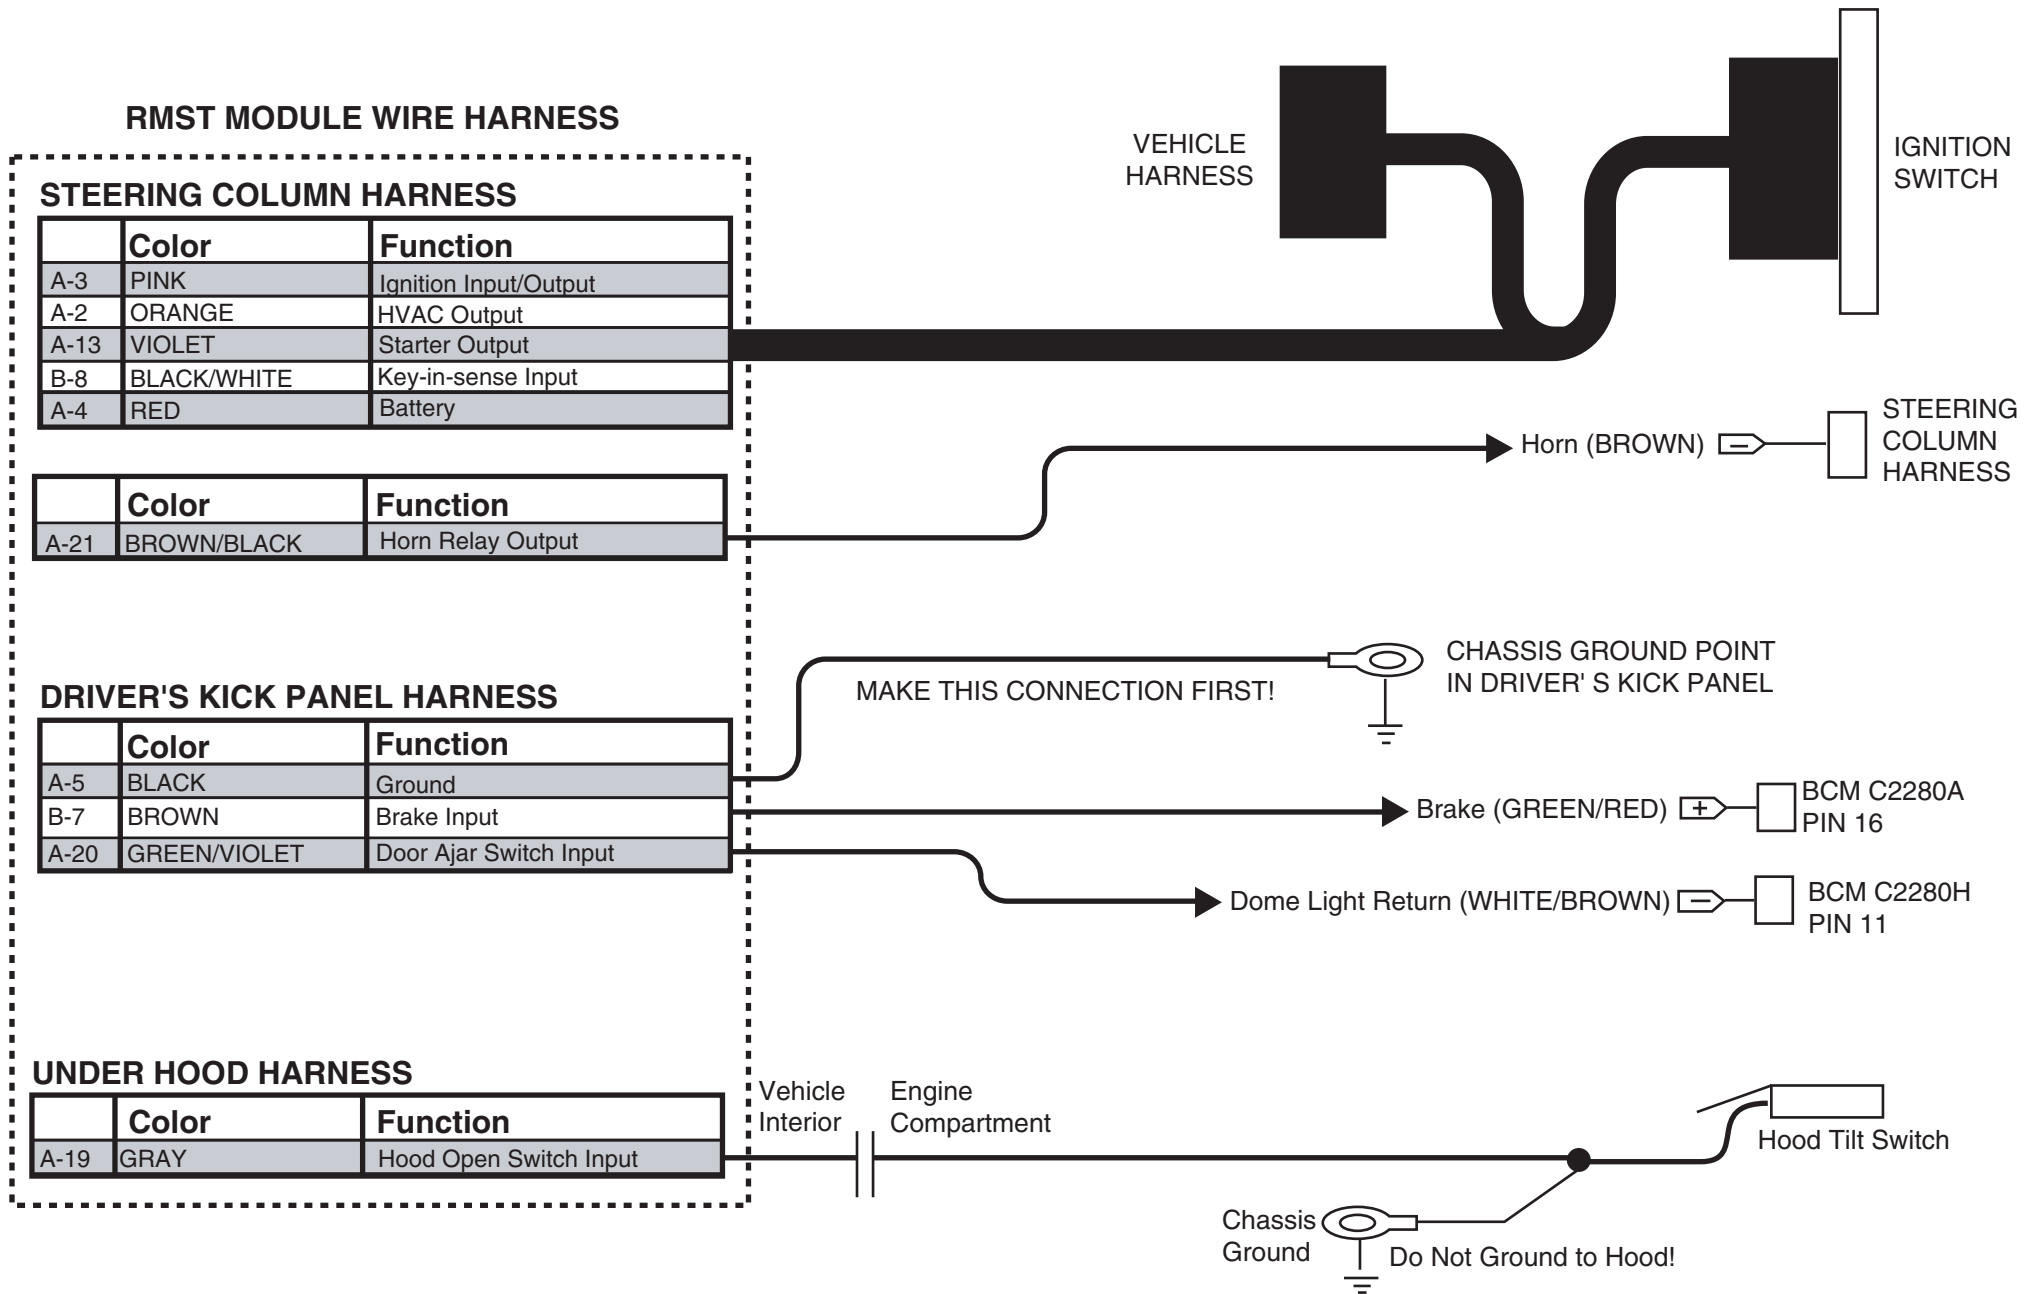 RMST MODULE WIRE HARNESS
STEERING COLUMN HARNESS
Color Function
A-3 PINK Ignition Input/Output
A-2 ORANGE HVAC Output
A-13 VIOLET Starter Output
B-8 BLACK/WHITE Key-in-sense Input
A-4 RED Battery
VEHICLE
HARNESS
IGNITION
SWITCH
Color Function
A-21 BROWN/BLACK Horn Relay Output
Horn (BROWN) −
STEERING
COLUMN
HARNESS
DRIVER'S KICK PANEL HARNESS
Color Function
A-5 BLACK Ground
B-7 BROWN Brake Input
A-20 GREEN/VIOLET Door Ajar Switch Input
MAKE THIS CONNECTION FIRST!
CHASSIS GROUND POINT
IN DRIVER' S KICK PANEL
Brake (GREEN/RED) +
BCM C2280A
PIN 16
Dome Light Return (WHITE/BROWN) −
BCM C2280H
PIN 11
UNDER HOOD HARNESS
Color Function
A-19 GRAY Hood Open Switch Input
Vehicle
Interior
Engine
Compartment
Hood Tilt Switch
Chassis
Ground
Do Not Ground to Hood!